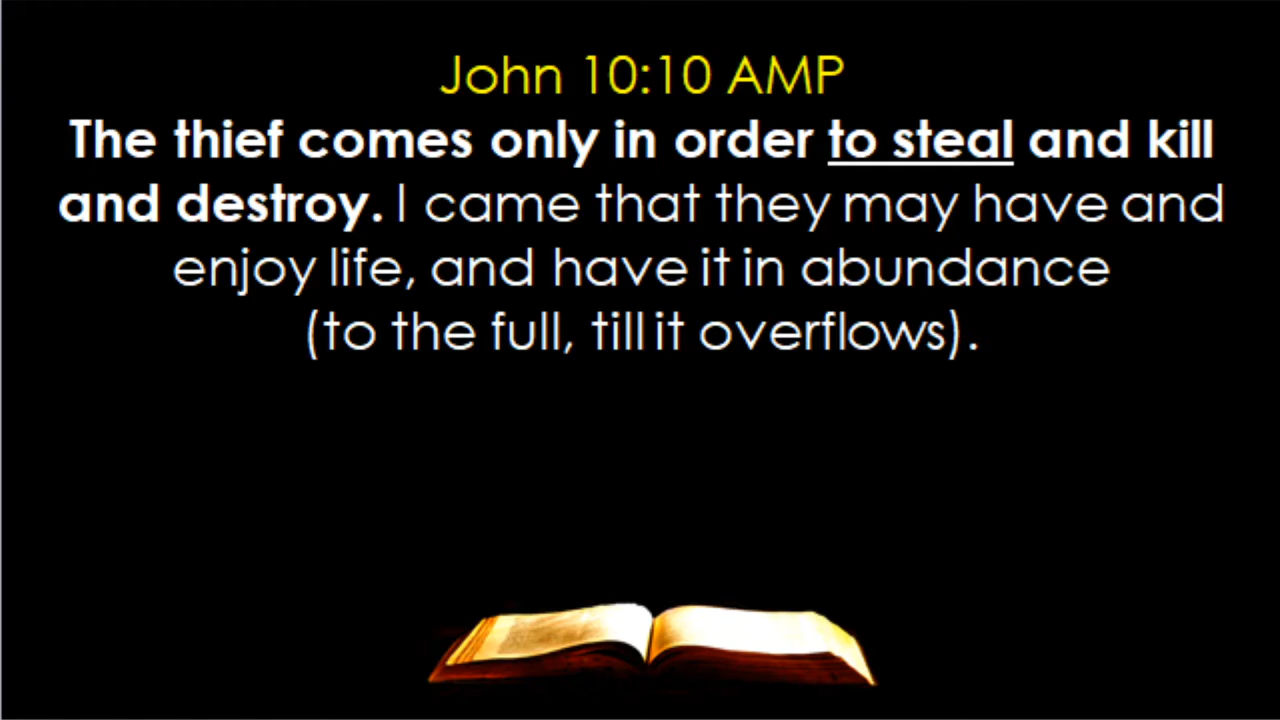 John 10:10 AMP
The thief comes only in order to steal and kill
and destroy. I came that they may have and
enjoy life, and have it in abundance
(to the full, till it overflows).